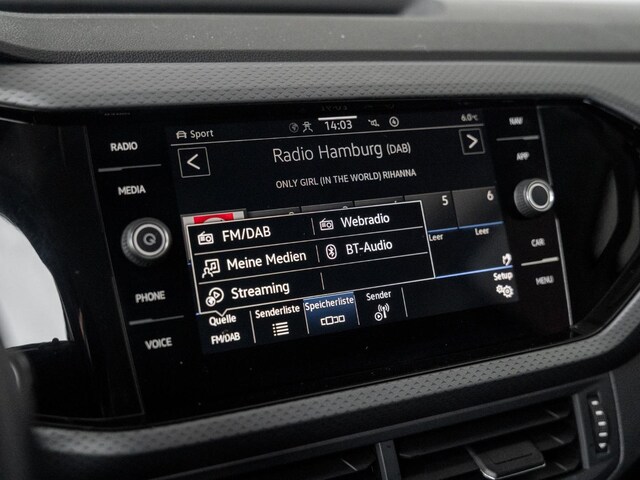 RADIO
MEDIA
PHONE
VOICE
NAV
APP
CAR
MENU
Sport
14:03
6.0°C
Radio Hamburg (DAB)
ONLY GIRL (IN THE WORLD) RIHANNA
5
6
Leer
Leer
FM/DAB
Webradio
Meine Medien
BT-Audio
Streaming
Quelle
FM/DAB
Senderliste
Speicherliste
Sender
Setup